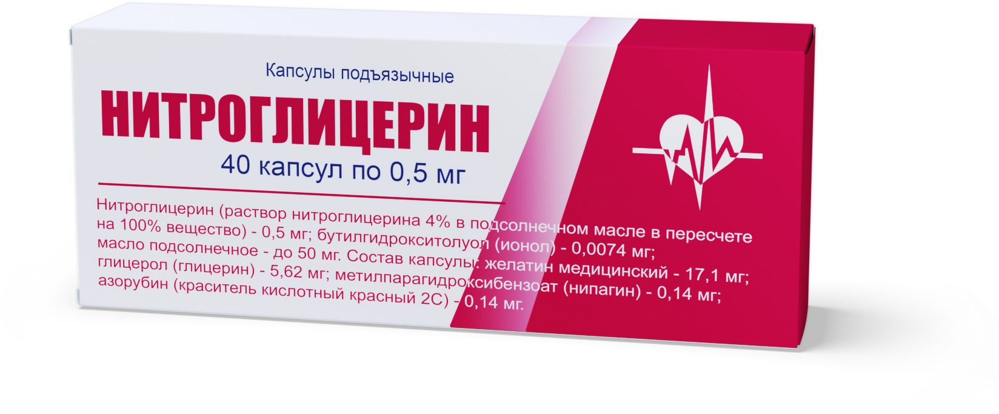 Капсулы подъязычные
НИТРОГЛИЦЕРИН
40 капсул по 0,5 мг
Нитроглицерин (раствор нитроглицерина 4% в подсолнечном масле в пересчете
на 100% вещество) - 0,5 мг; бутилгидрокситолуол (ионол) - 0,0074 мг;
масло подсолнечное - до 50 мг. Состав капсулы: желатин медицинский - 17,1 мг;
глицерол (глицерин) - 5,62 мг; метилпарагидроксибензоат (нипагин) - 0,14 мг;
азорубин (краситель кислотный красный 2С) - 0,14 мг.